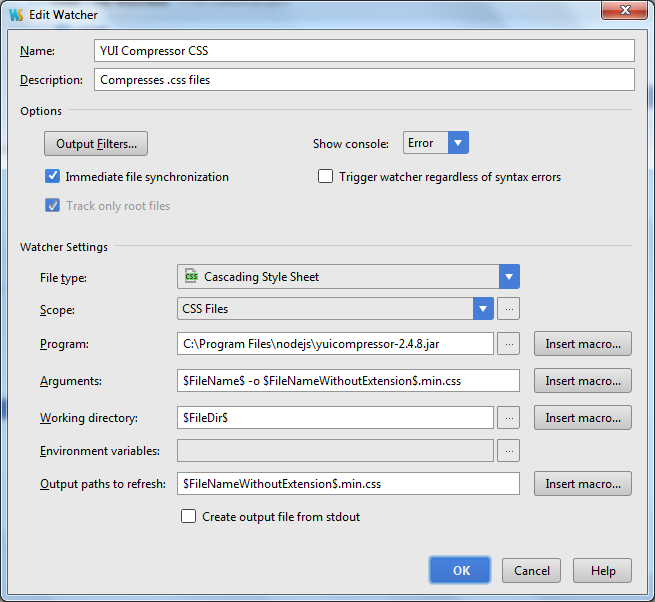 WS Edit Watcher
Name: YUI Compressor CSS
Description: Compresses .css files
Options
Output Filters... Show console: Error
Immediate file synchronization Trigger watcher regardless of syntax errors
Track only root files
Watcher Settings
File type: CSS Cascading Style Sheet
Scope: CSS Files ...
Program: C:\Program Files\nodejs\yuicompressor-2.4.8.jar ... Insert macro...
Arguments: $FileName$ -o $FileNameWithoutExtension$.min.css Insert macro...
Working directory: $FileDir$ ... Insert macro...
Environment variables: ...
Output paths to refresh: $FileNameWithoutExtension$.min.css Insert macro...
Create output file from stdout
OK Cancel Help